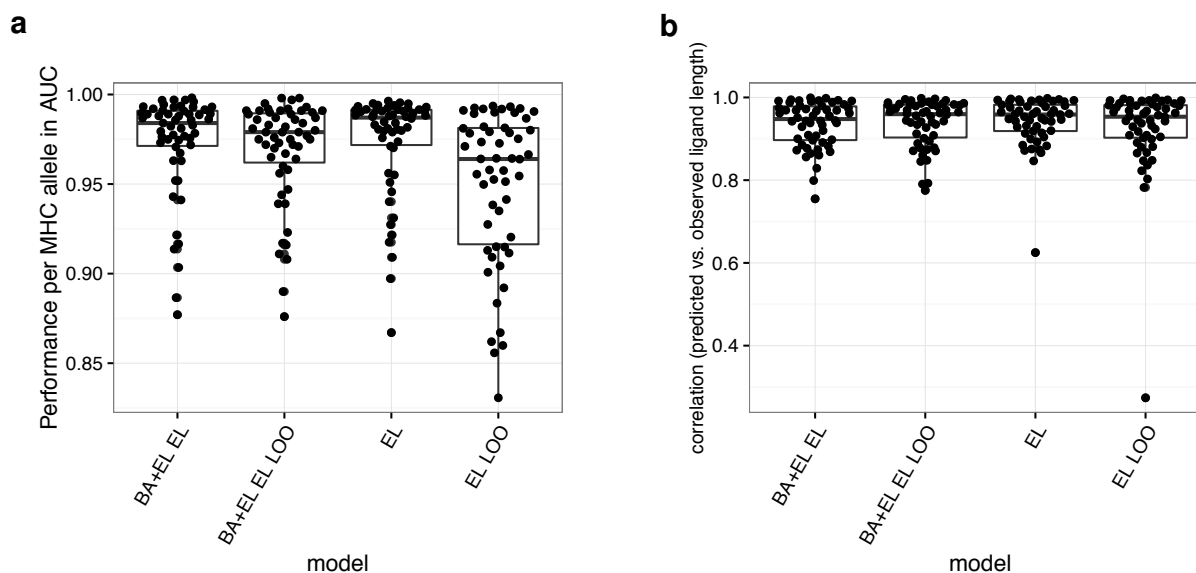 a
Performance per MHC allele in AUC
1.00
0.95
0.90
0.85
BA+EL EL
BA+EL EL LOO
EL
EL LOO
model
b
correlation (predicted vs. observed ligand length)
1.0
0.8
0.6
0.4
BA+EL EL
BA+EL EL LOO
EL
EL LOO
model